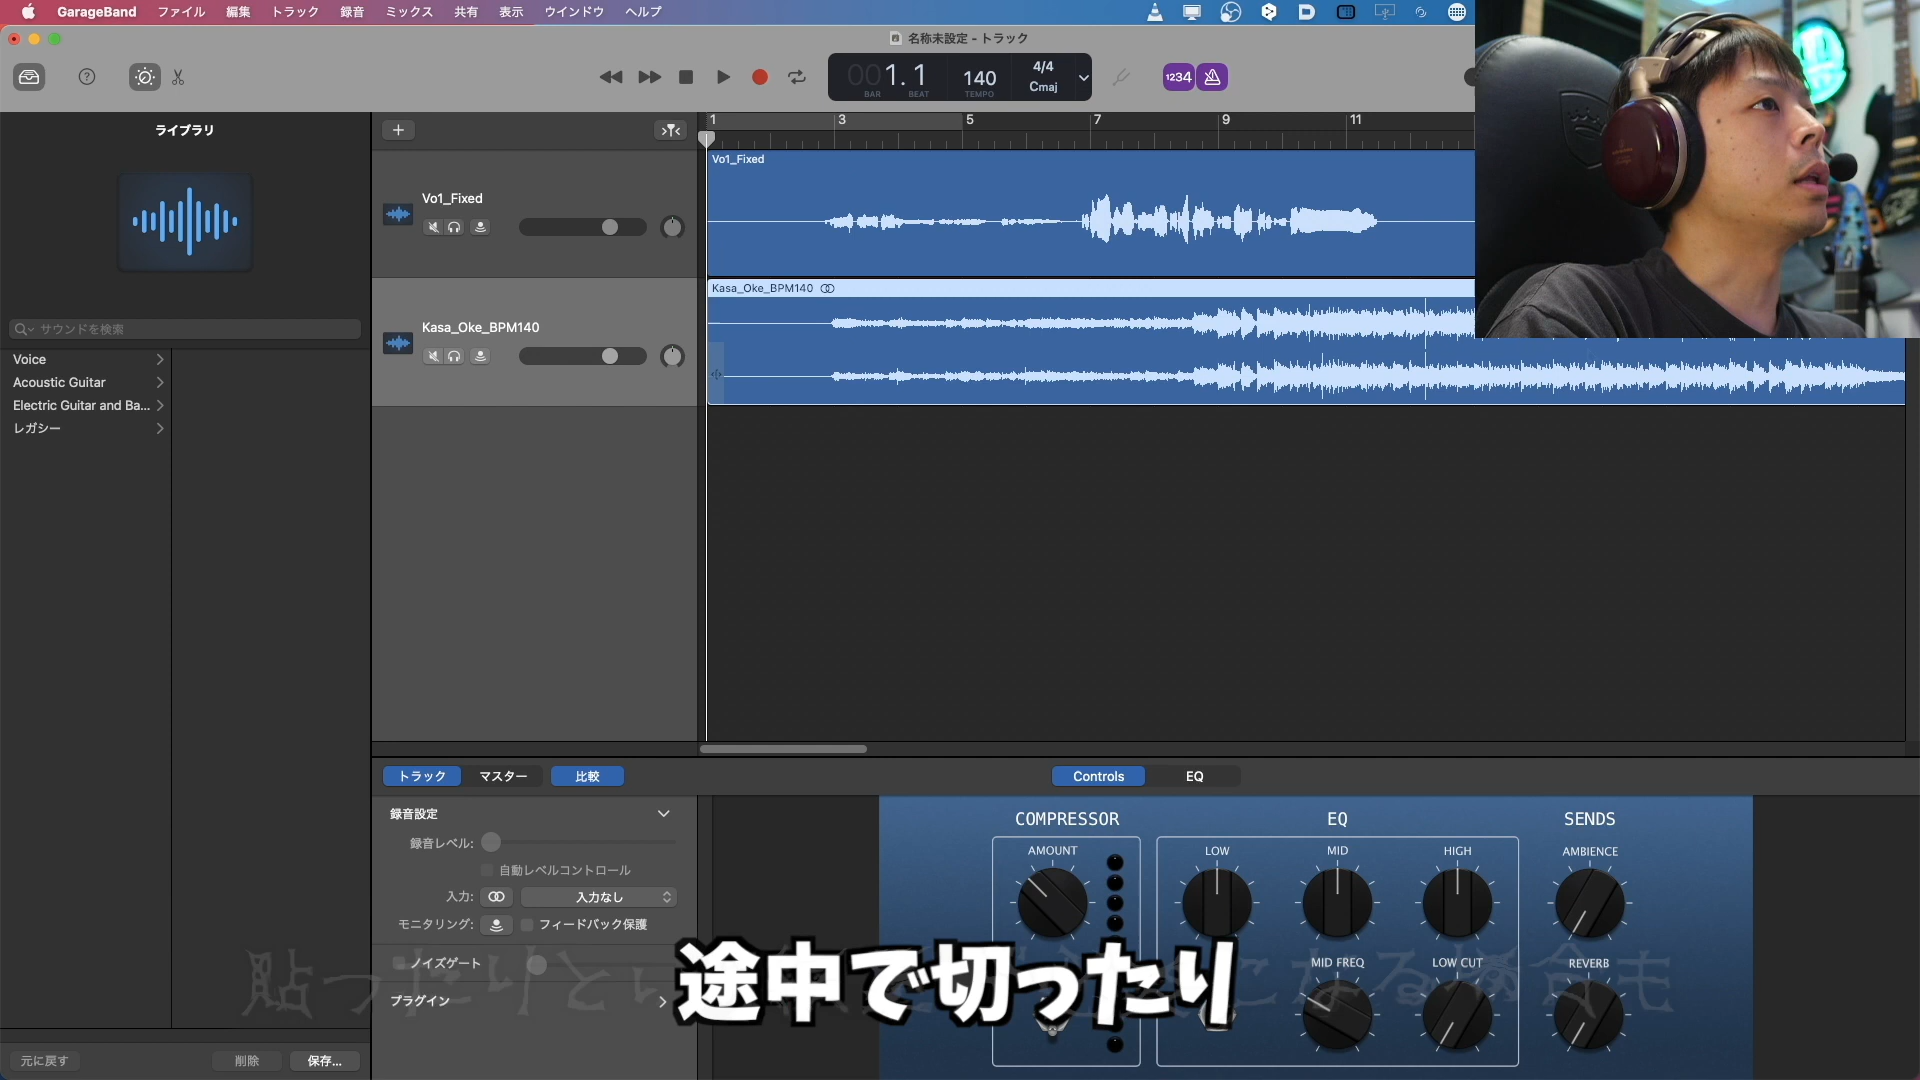 GarageBand ファイル 編集 トラック 録音 ミックス 共有 表示 ウインドウ ヘルプ
名称未設定 - トラック
001.1
BAR BEAT
140
TEMPO
4/4
Cmaj
1234
ライブラリ
サウンドを検索
Voice
Acoustic Guitar
Electric Guitar and Ba...
レガシー
元に戻す
削除
保存...
1 3 5 7 9 11
Vo1_Fixed
Kasa_Oke_BPM140
Vo1_Fixed
Kasa_Oke_BPM140
トラック マスター 比較
Controls EQ
録音設定
録音レベル:
自動レベルコントロール
入力: 入力なし
モニタリング: フィードバック保護
ノイズゲート
プラグイン
COMPRESSOR EQ SENDS
AMOUNT LOW MID HIGH AMBIENCE
MID FREQ LOW CUT REVERB
途中で切ったり